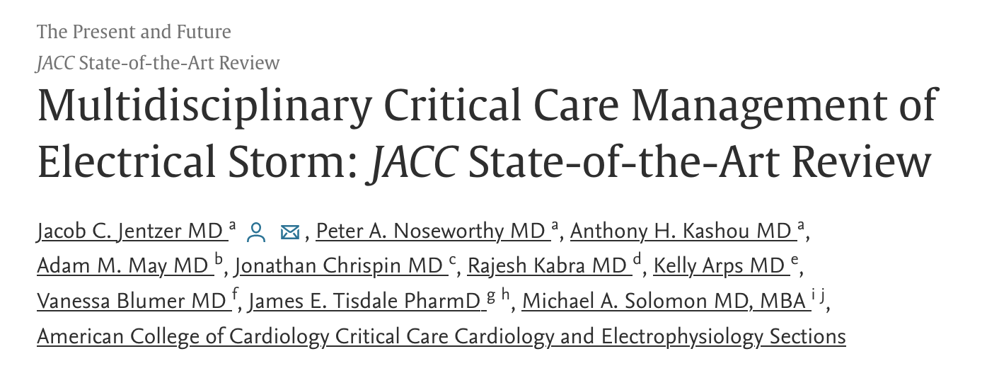 The Present and Future
JACC State-of-the-Art Review
Multidisciplinary Critical Care Management of
Electrical Storm: JACC State-of-the-Art Review
Jacob C. Jentzer MD a , Peter A. Noseworthy MD a, Anthony H. Kashou MD a,
Adam M. May MD b, Jonathan Chrispin MD c, Rajesh Kabra MD d, Kelly Arps MD e,
Vanessa Blumer MD f, James E. Tisdale PharmD g h, Michael A. Solomon MD, MBA i j,
American College of Cardiology Critical Care Cardiology and Electrophysiology Sections